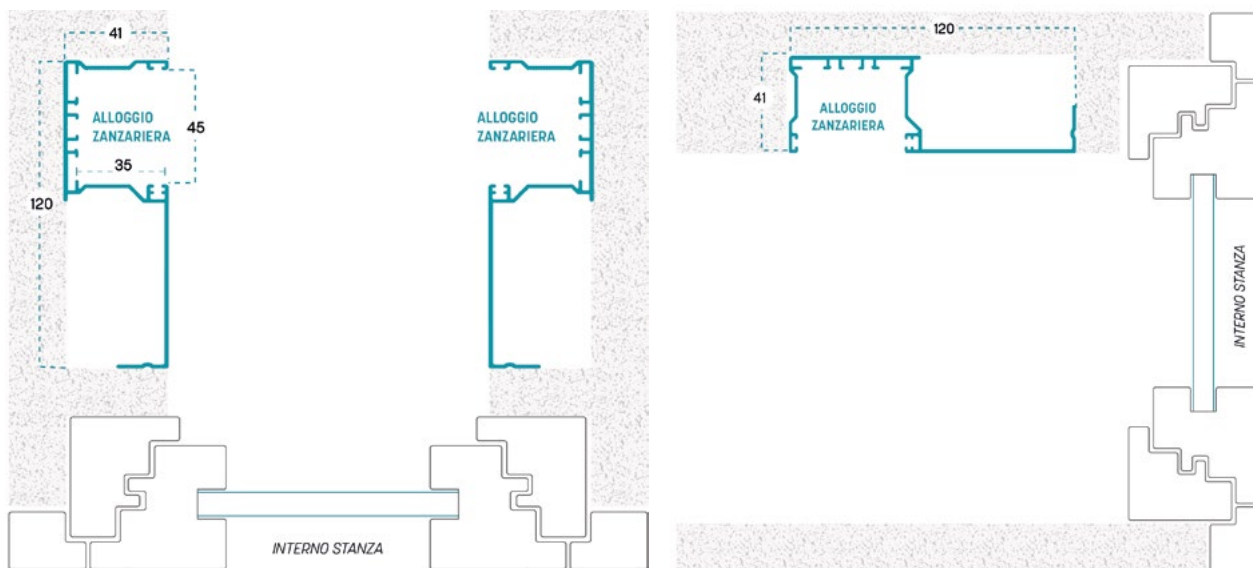 41
ALLOGGIO
ZANZARIERA
45
35
120
ALLOGGIO
ZANZARIERA
INTERNO STANZA
120
41
ALLOGGIO
ZANZARIERA
INTERNO STANZA